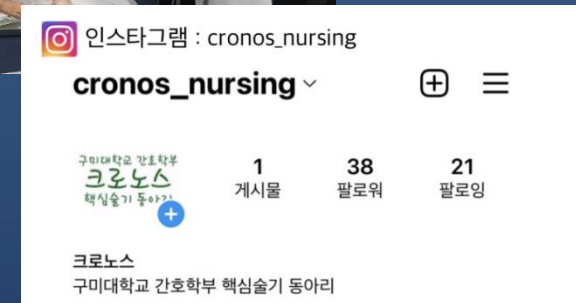 인스타그램 : cronos_nursing
cronos_nursing
구미대학교 간호학부
크로노스
핵심술기 동아리
1 38 21
게시물 팔로워 팔로잉
크로노스
구미대학교 간호학부 핵심술기 동아리